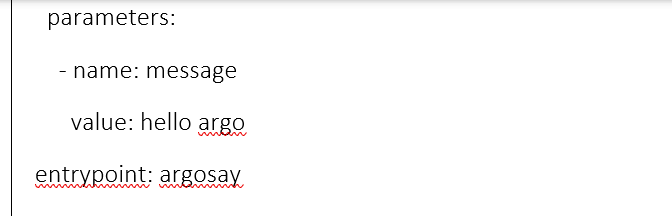 parameters:
- name: message
value: hello argo
entrypoint: argosay